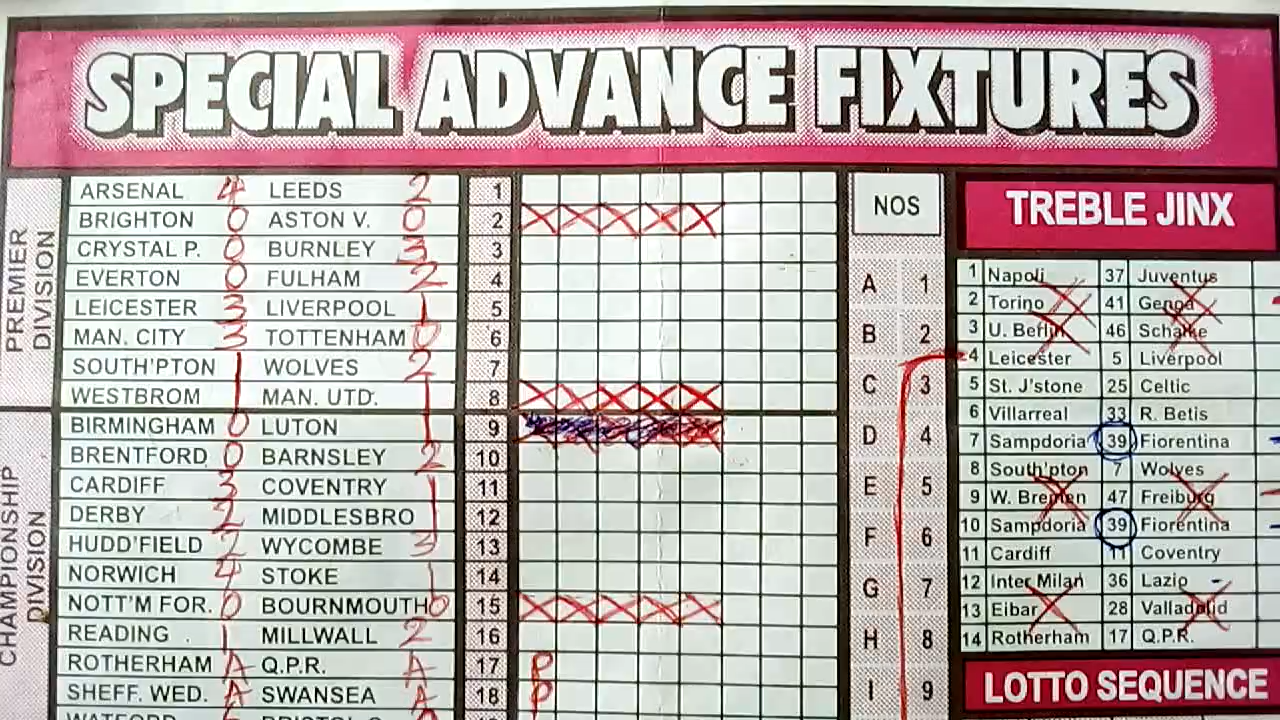 SPECIAL ADVANCE FIXTURES
PREMIER DIVISION
ARSENAL 4 LEEDS 2 1
BRIGHTON 0 ASTON V. 0 2 X X X X X
CRYSTAL P. 0 BURNLEY 3 3
EVERTON 0 FULHAM 2 4
LEICESTER 3 LIVERPOOL 1 5
MAN. CITY 3 TOTTENHAM 0 6
SOUTH'PTON 1 WOLVES 2 7
WESTBROM 1 MAN. UTD. 1 8 X X X X X
CHAMPIONSHIP DIVISION
BIRMINGHAM 0 LUTON 1 9
BRENTFORD 0 BARNSLEY 2 10
CARDIFF 3 COVENTRY 1 11
DERBY 2 MIDDLESBRO 1 12
HUDD'FIELD 2 WYCOMBE 3 13
NORWICH 4 STOKE 1 14
NOTT'M FOR. 0 BOURNMOUTH 0 15 X X X X X
READING 1 MILLWALL 2 16
ROTHERHAM A Q.P.R. A 17 P
SHEFF. WED. A SWANSEA A 18 P
NOS
A 1
B 2
C 3
D 4
E 5
F 6
G 7
H 8
I 9
TREBLE JINX
1 Napoli 37 Juventus
2 Torino 41 Genoa
3 U. Berlin 46 Schalke
4 Leicester 5 Liverpool
5 St. J'stone 25 Celtic
6 Villarreal 33 R. Betis
7 Sampdoria 39 Fiorentina
8 South'pton 7 Wolves
9 W. Bremen 47 Freiburg
10 Sampdoria 39 Fiorentina
11 Cardiff 11 Coventry
12 Inter Milan 36 Lazio
13 Eibar 28 Valladolid
14 Rotherham 17 Q.P.R.
LOTTO SEQUENCE